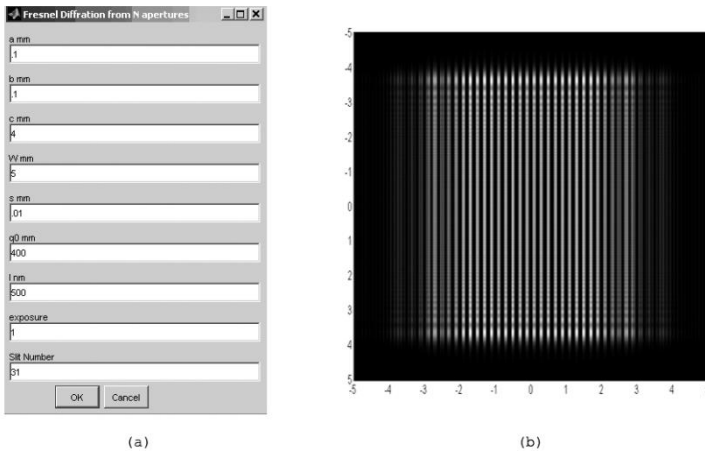 Fresnel Diffration from N apertures
a mm
.1
b mm
.1
c mm
4
W mm
5
s mm
.01
q0 mm
400
l nm
500
exposure
1
Slit Number
31
OK Cancel
(a)
-5
-4
-3
-2
-1
0
1
2
3
4
5
-5 -4 -3 -2 -1 0 1 2 3 4
(b)